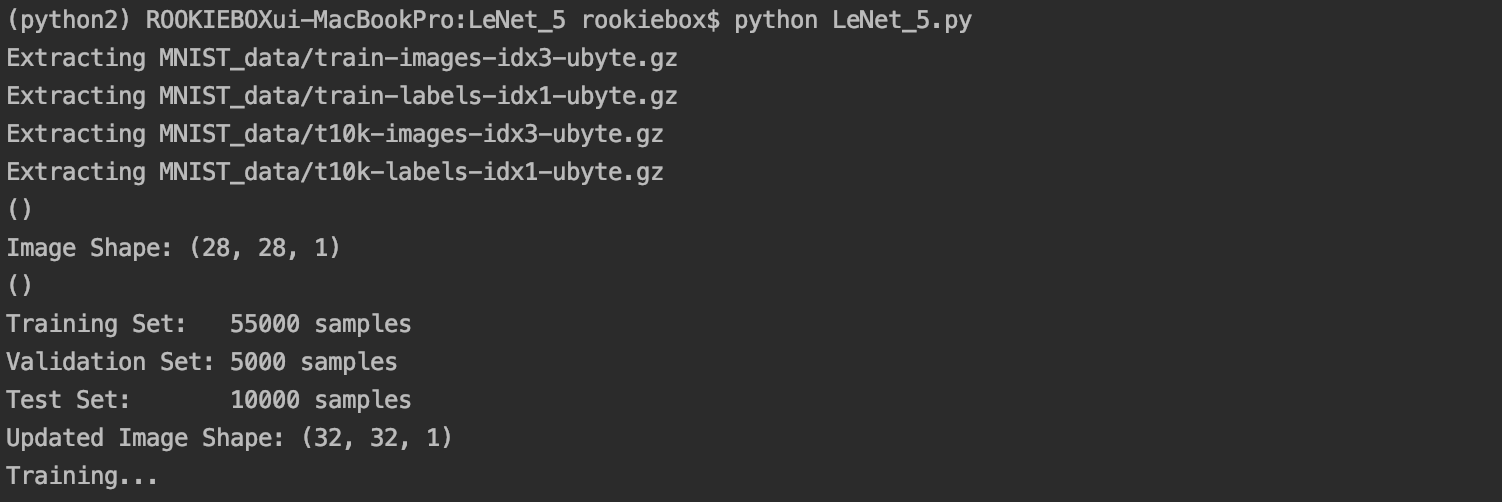 (python2) ROOKIEBOXui-MacBookPro:LeNet_5 rookiebox$ python LeNet_5.py
Extracting MNIST_data/train-images-idx3-ubyte.gz
Extracting MNIST_data/train-labels-idx1-ubyte.gz
Extracting MNIST_data/t10k-images-idx3-ubyte.gz
Extracting MNIST_data/t10k-labels-idx1-ubyte.gz
()
Image Shape: (28, 28, 1)
()
Training Set:   55000 samples
Validation Set: 5000 samples
Test Set:       10000 samples
Updated Image Shape: (32, 32, 1)
Training...